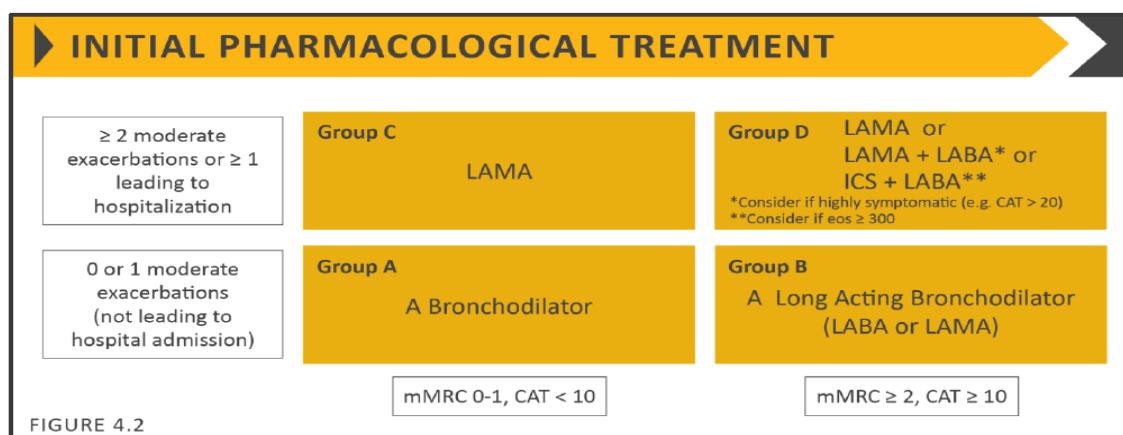 INITIAL PHARMACOLOGICAL TREATMENT
≥ 2 moderate
exacerbations or ≥ 1
leading to
hospitalization
Group C
LAMA
Group D
LAMA or
LAMA + LABA* or
ICS + LABA**
*Consider if highly symptomatic (e.g. CAT > 20)
**Consider if eos ≥ 300
0 or 1 moderate
exacerbations
(not leading to
hospital admission)
Group A
A Bronchodilator
Group B
A Long Acting Bronchodilator
(LABA or LAMA)
mMRC 0-1, CAT < 10
mMRC ≥ 2, CAT ≥ 10
FIGURE 4.2